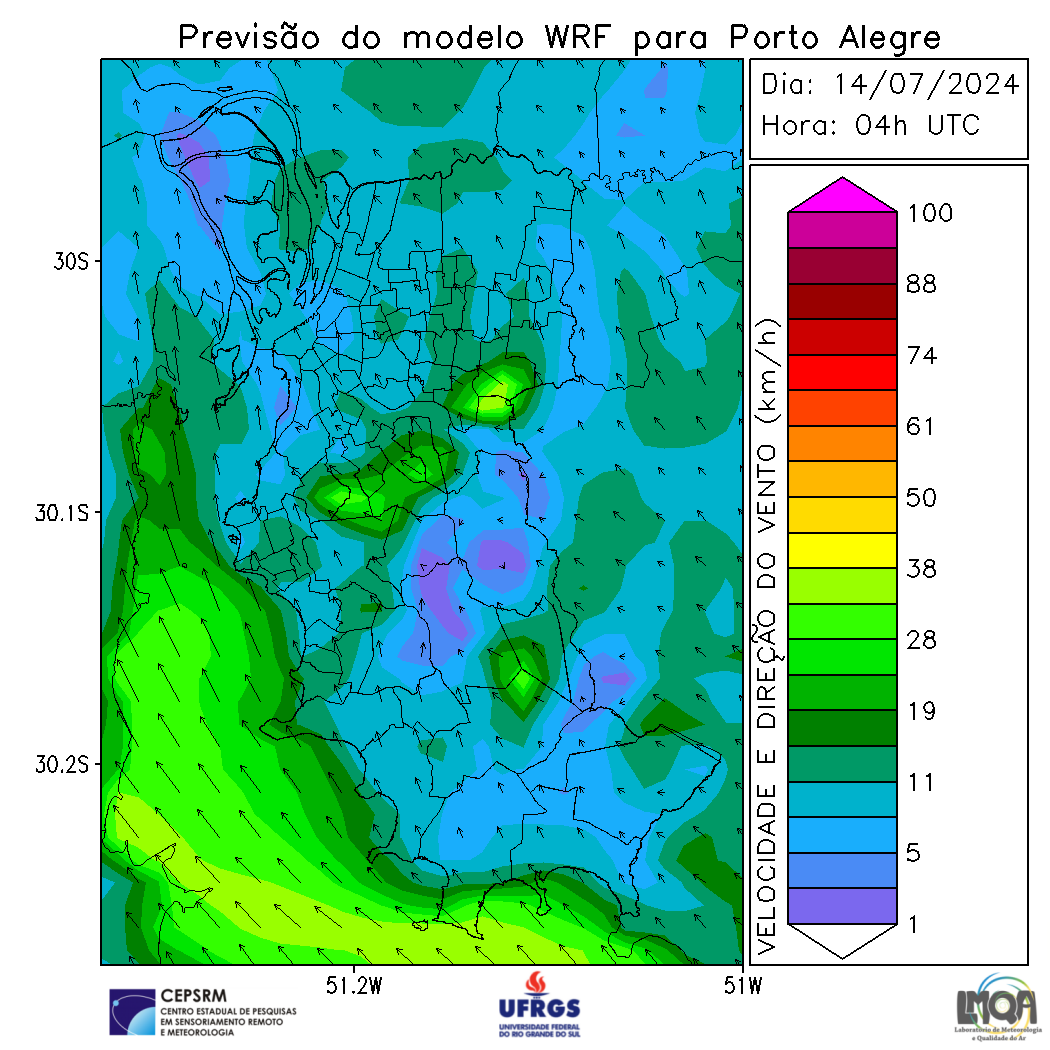 Previsão do modelo WRF para Porto Alegre
Dia: 14/07/2024
Hora: 04h UTC
30S
30.1S
30.2S
51.2W
51W
VELOCIDADE E DIREÇÃO DO VENTO (km/h)
100
88
74
61
50
38
28
19
11
5
1
CEPSRM
CENTRO ESTADUAL DE PESQUISAS
EM SENSORIAMENTO REMOTO
E METEOROLOGIA
UFRGS
UNIVERSIDADE FEDERAL
DO RIO GRANDE DO SUL
LMQA
Laboratório de Meteorologia
e Qualidade do Ar